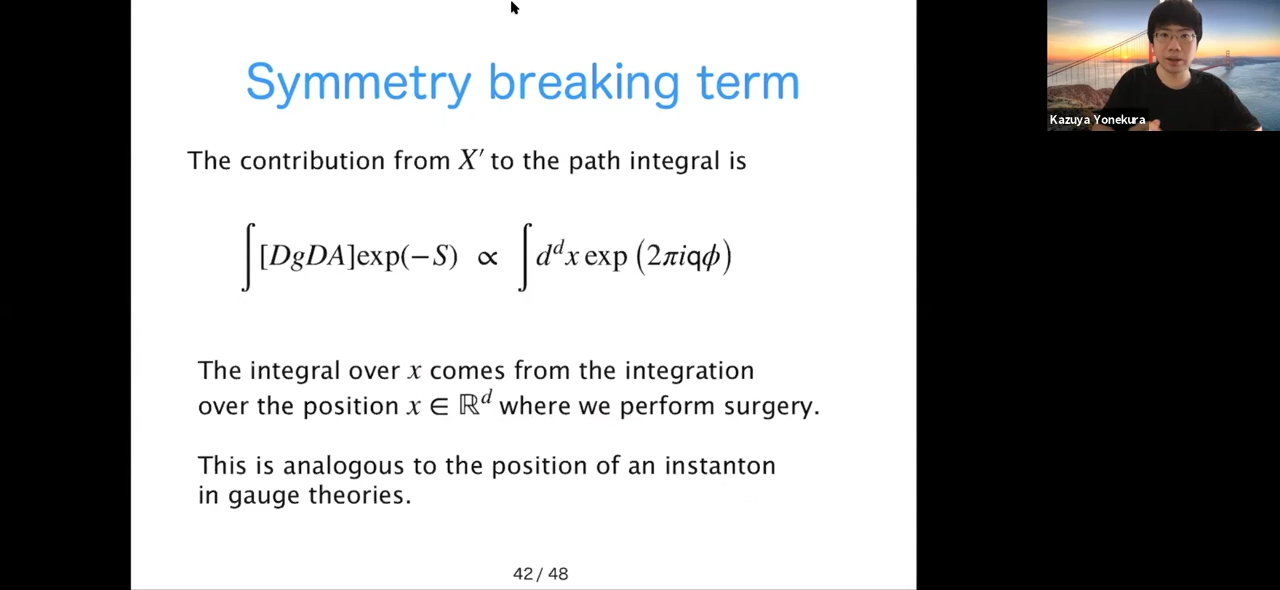 Symmetry breaking term
The contribution from X′ to the path integral is
∫[DgDA]exp(−S) ∝ ∫dᵈx exp (2πiqϕ)
The integral over x comes from the integration
over the position x ∈ ℝᵈ where we perform surgery.
This is analogous to the position of an instanton
in gauge theories.
42 / 48
Kazuya Yonekura